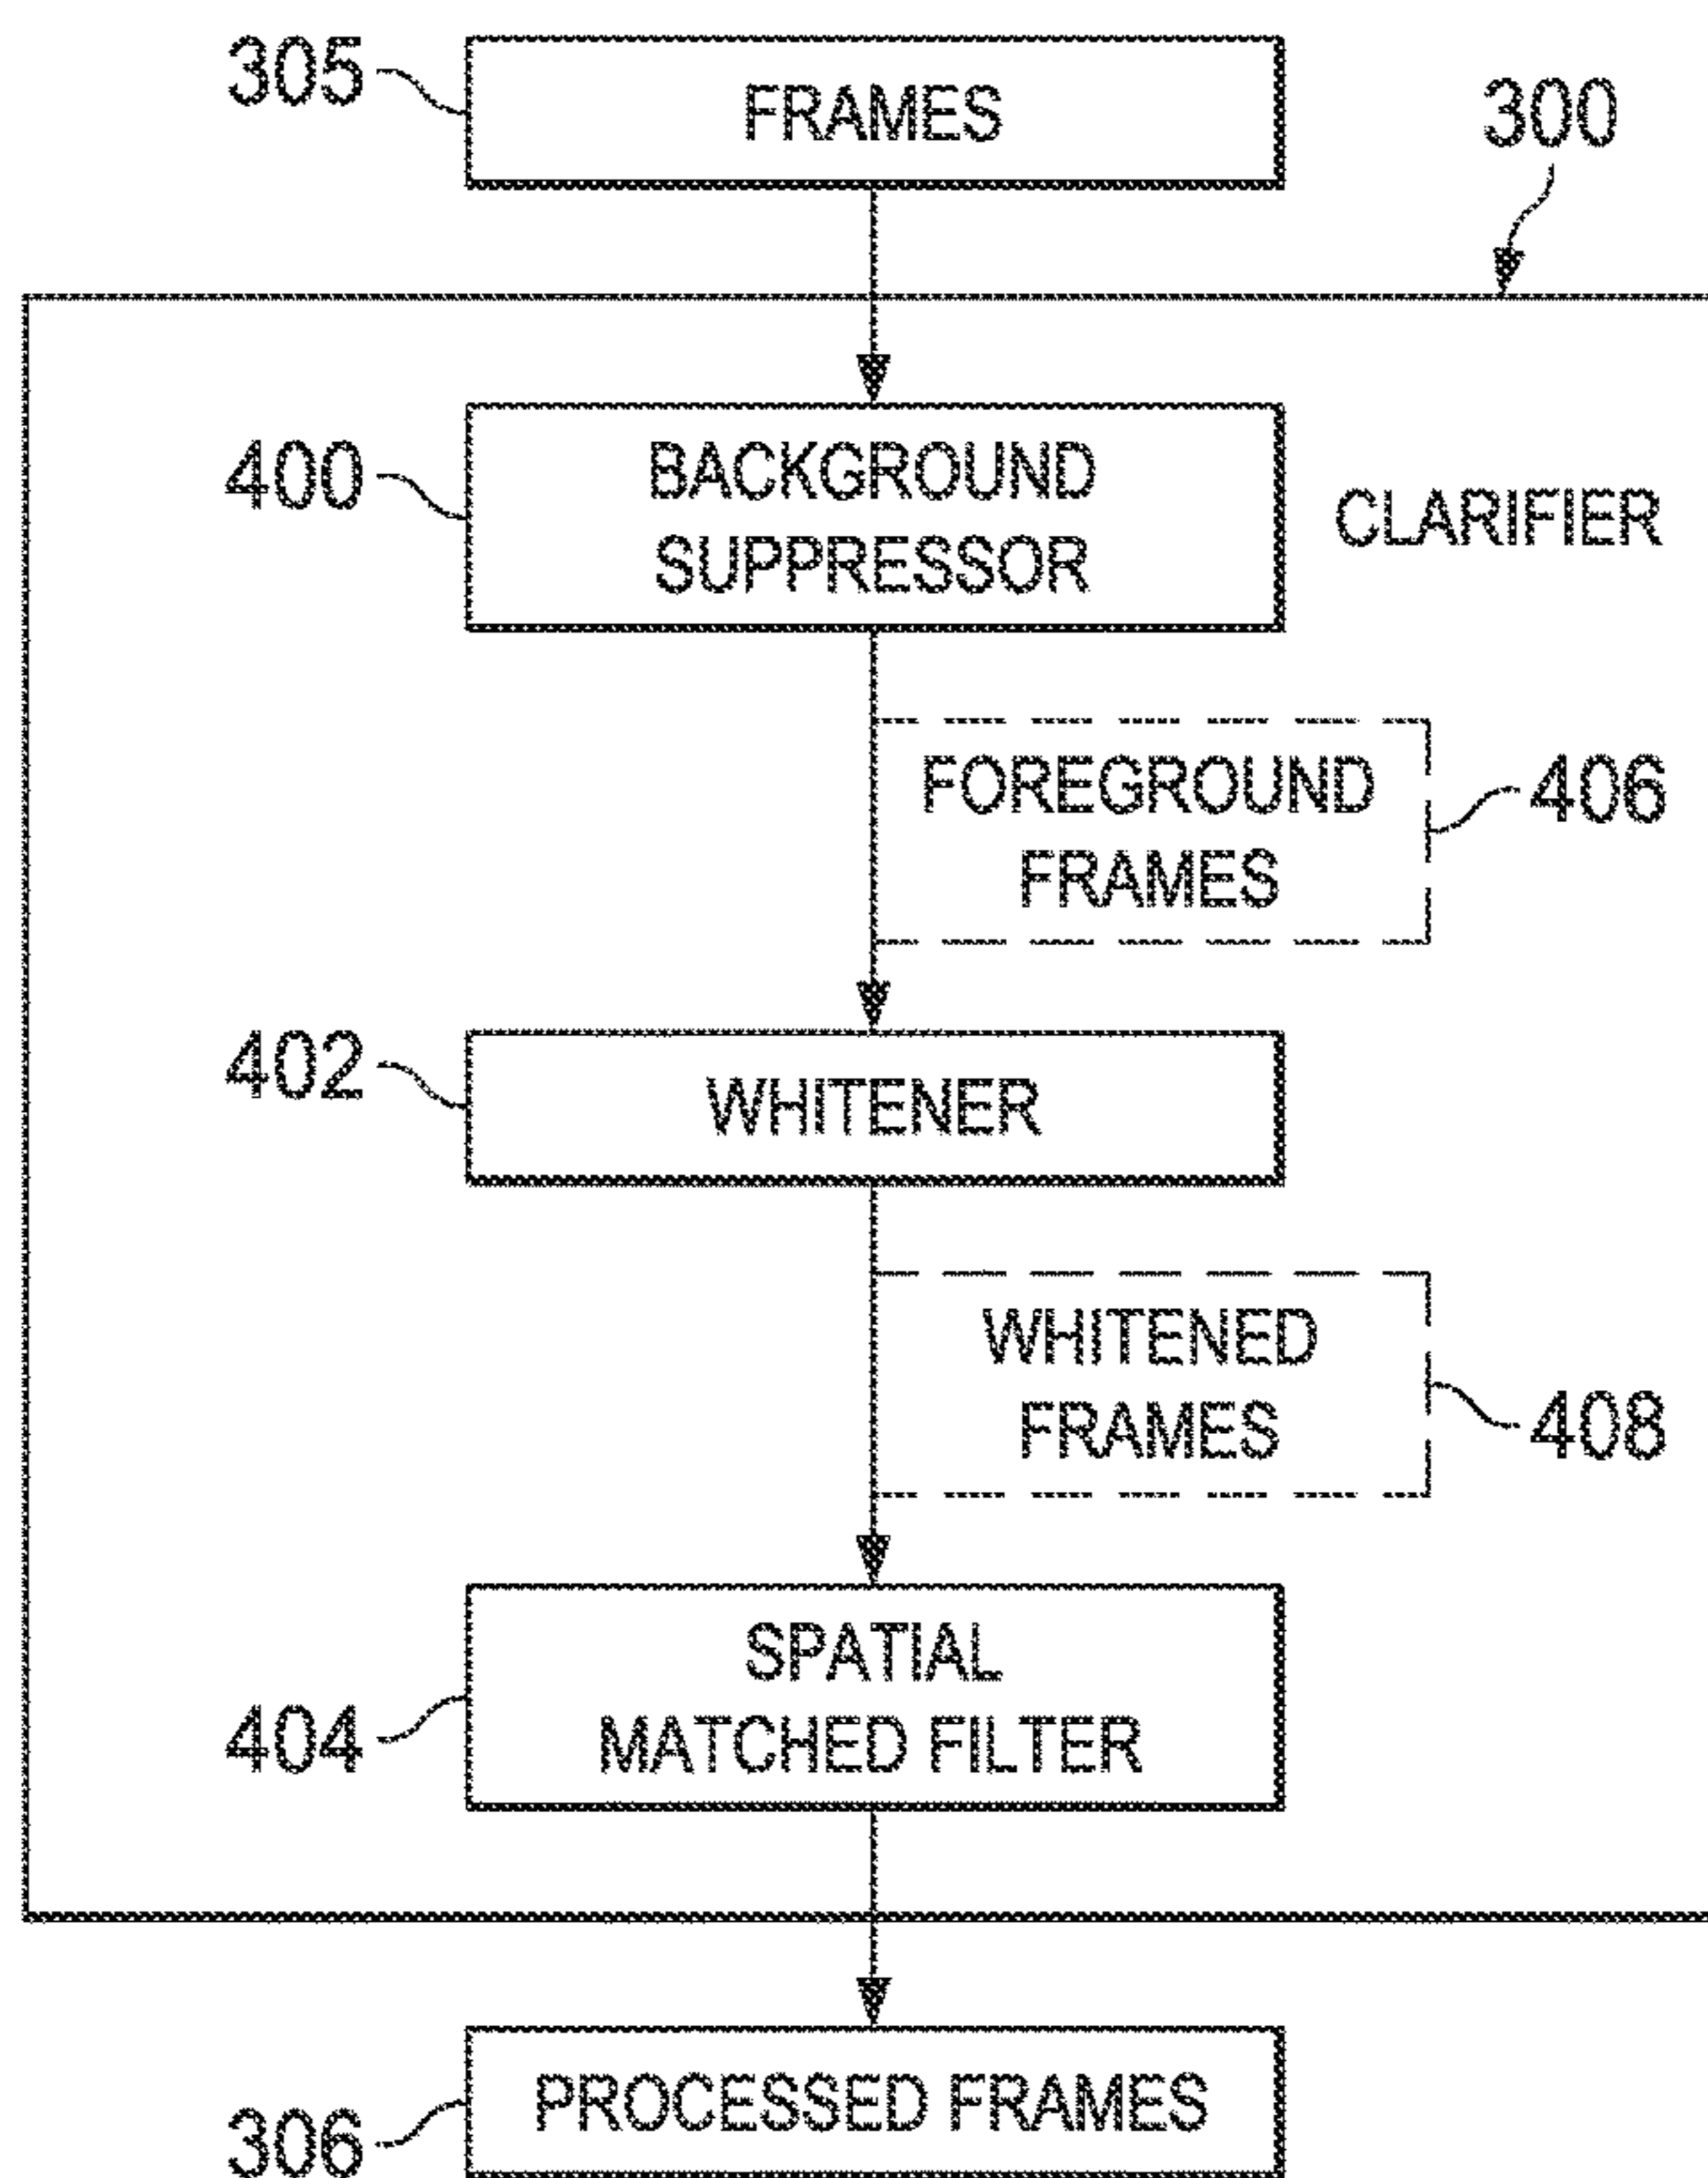 305
FRAMES
300
400
BACKGROUND
SUPPRESSOR
CLARIFIER
FOREGROUND
FRAMES
406
402
WHITENER
WHITENED
FRAMES
408
SPATIAL
MATCHED FILTER
404
PROCESSED FRAMES
306